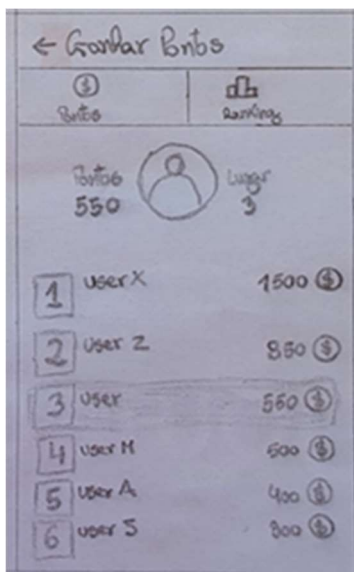 ← Ganhar Pontos
Pontos Ranking
Pontos Lugar
550 3
1 user X 1500 $
2 user Z 850 $
3 user 550 $
4 user M 500 $
5 user A 400 $
6 user S 300 $